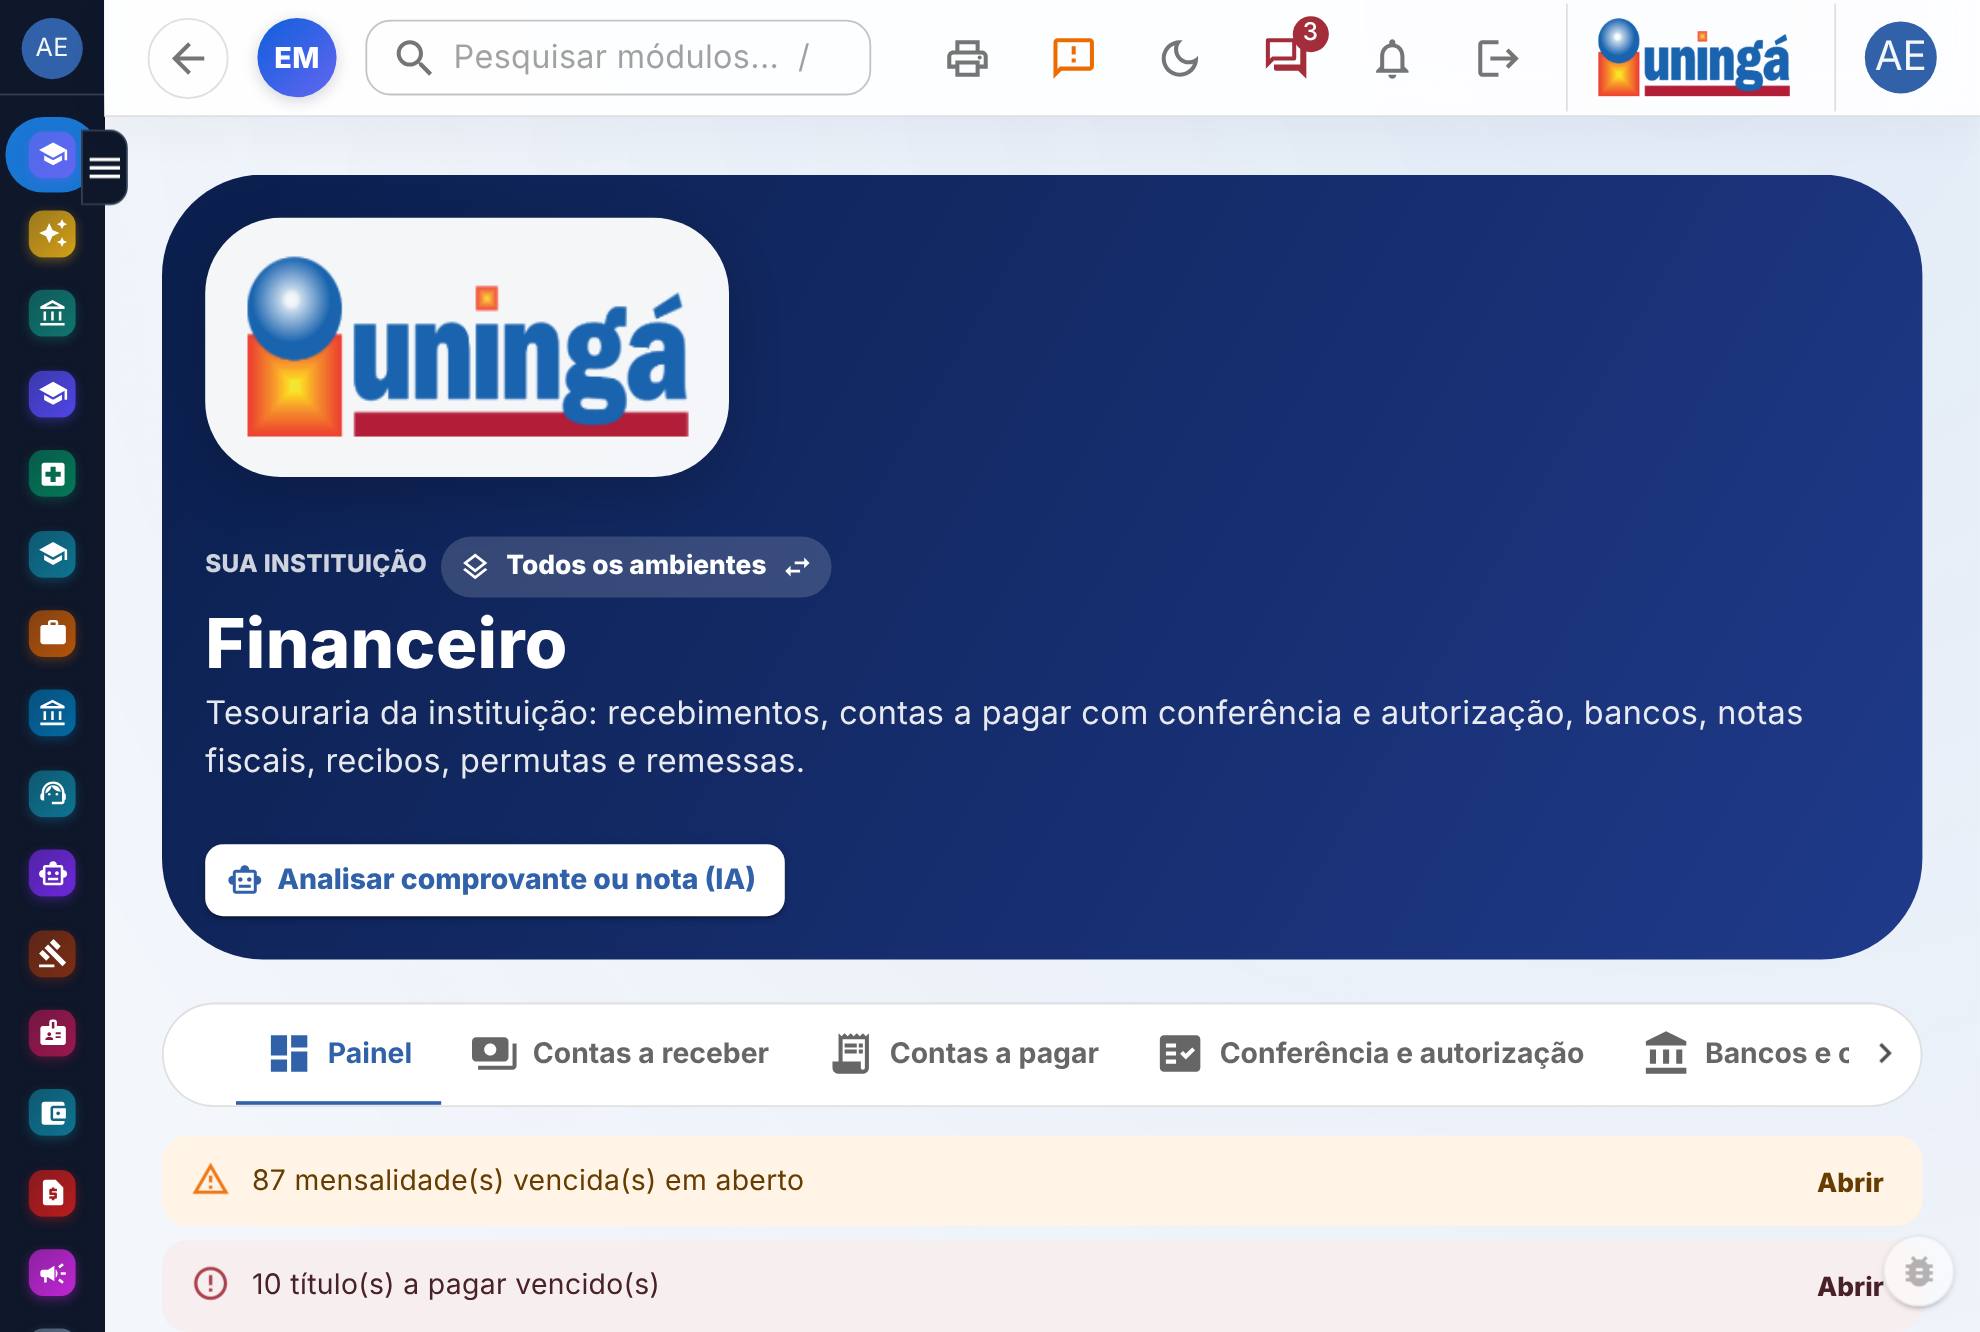 AE
EM
Pesquisar módulos... /
3
uningá
AE
uningá
SUA INSTITUIÇÃO
Todos os ambientes
Financeiro
Tesouraria da instituição: recebimentos, contas a pagar com conferência e autorização, bancos, notas
fiscais, recibos, permutas e remessas.
Analisar comprovante ou nota (IA)
Painel
Contas a receber
Contas a pagar
Conferência e autorização
Bancos e c
87 mensalidade(s) vencida(s) em aberto
Abrir
10 título(s) a pagar vencido(s)
Abrir